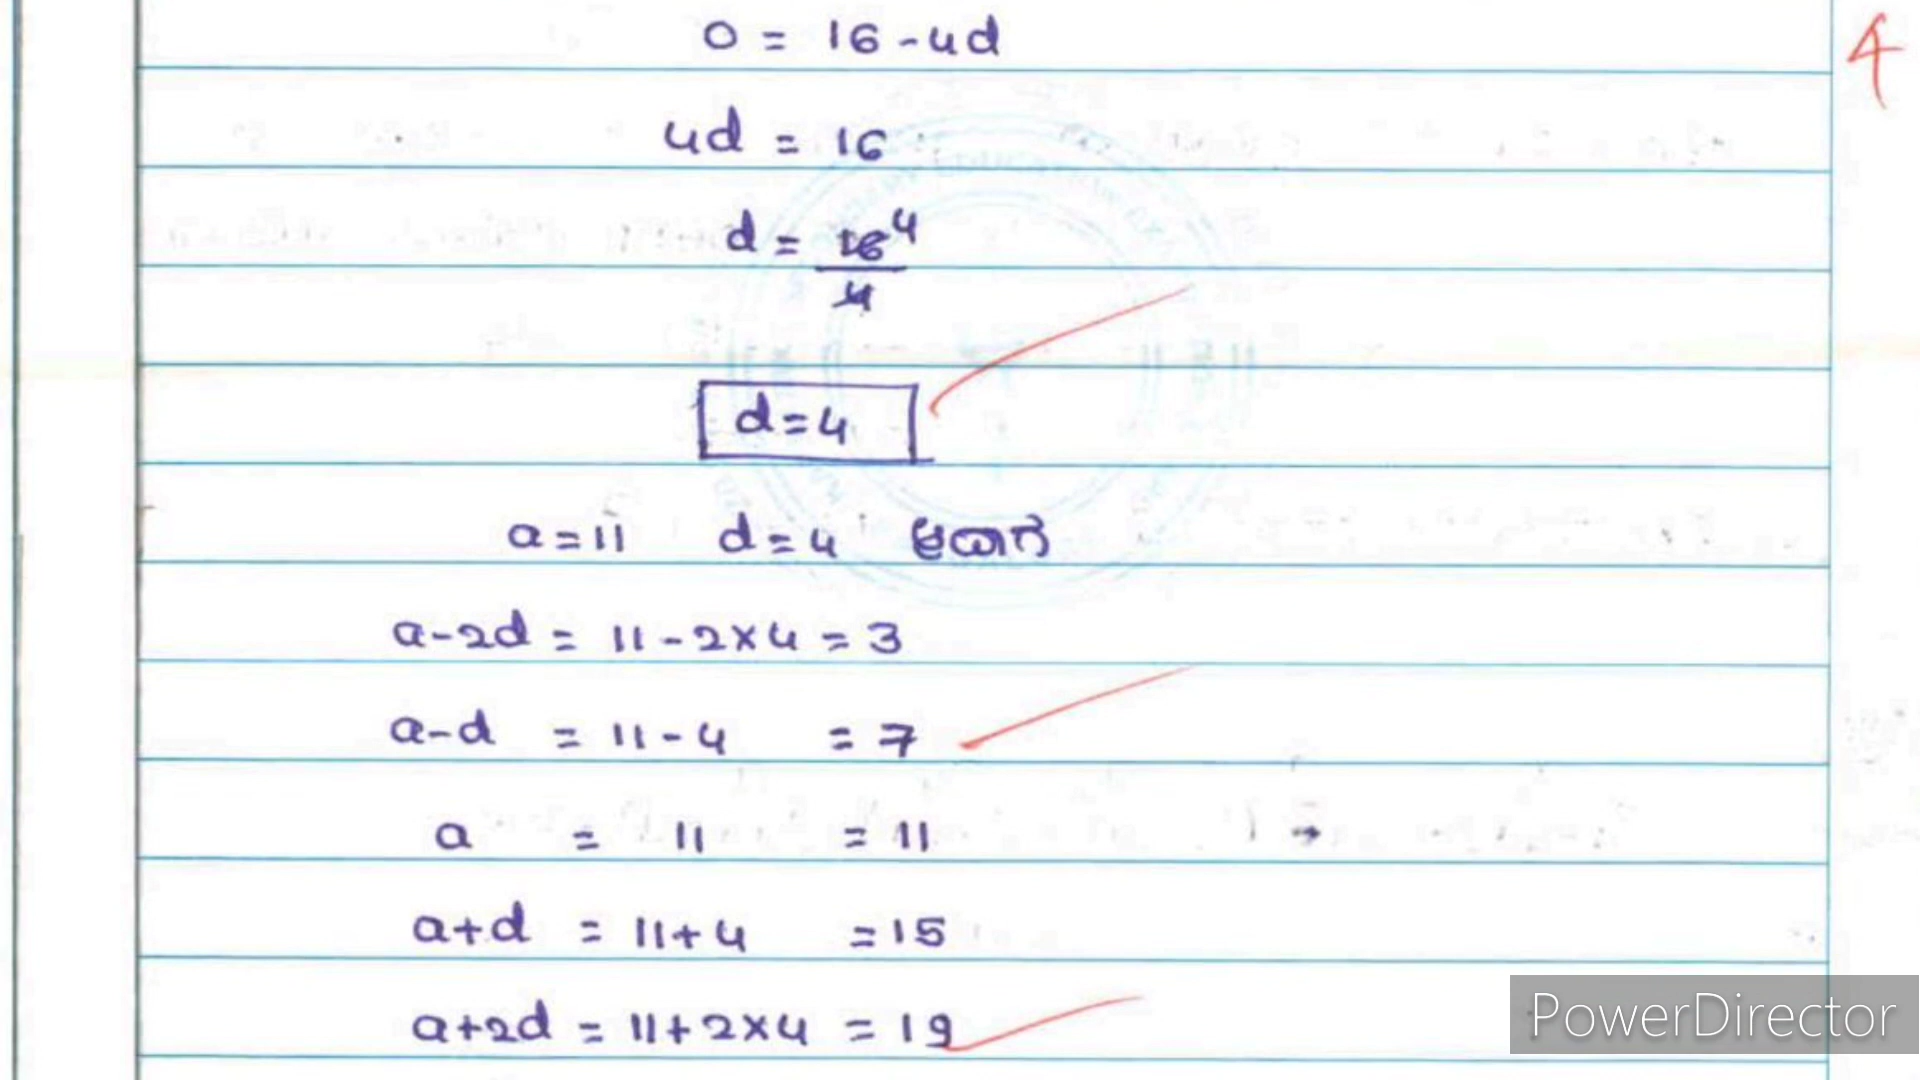 0 = 16 - 4d
4
4d = 16
d = 16 4
4
d = 4
a = 11 d = 4 ಆದಾಗ
a - 2d = 11 - 2 × 4 = 3
a - d = 11 - 4 = 7
a = 11 = 11
a + d = 11 + 4 = 15
a + 2d = 11 + 2 × 4 = 19
PowerDirector